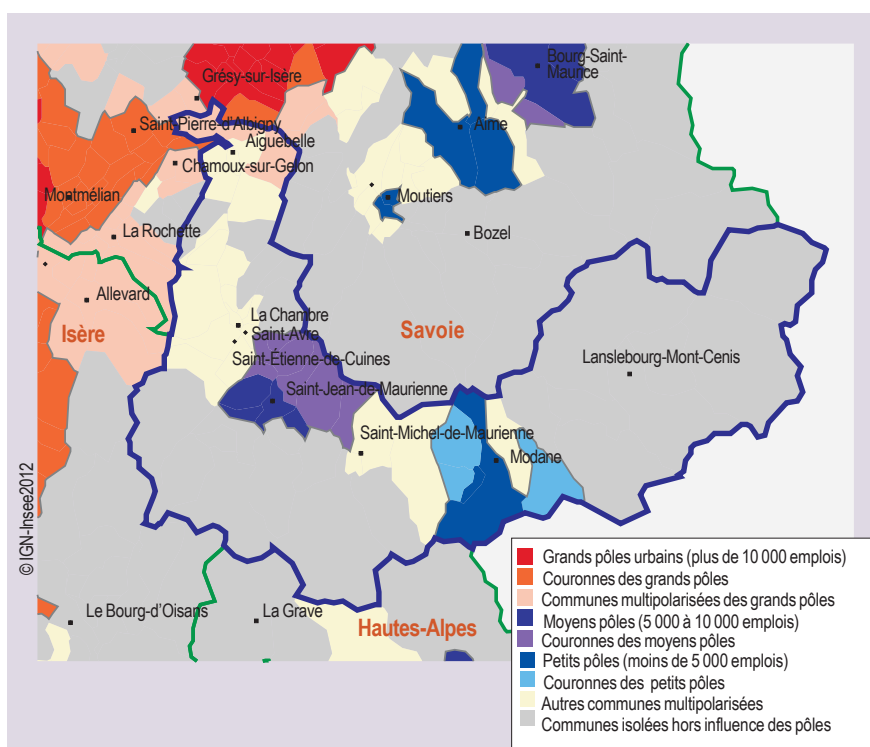 Bourg-Saint-
Maurice
Grésy-sur-Isère
Saint-Pierre-d'Albigny
Aime
Aiguebelle
Chamoux-sur-Gelon
Montmélian
Moutiers
La Rochette
Bozel
Allevard
La Chambre
Isère
Saint-Avre
Savoie
Saint-Étienne-de-Cuines
Lanslebourg-Mont-Cenis
Saint-Jean-de-Maurienne
Saint-Michel-de-Maurienne
Modane
©IGN-Insee2012
Le Bourg-d'Oisans
La Grave
Hautes-Alpes
Grands pôles urbains (plus de 10 000 emplois)
Couronnes des grands pôles
Communes multipolarisées des grands pôles
Moyens pôles (5 000 à 10 000 emplois)
Couronnes des moyens pôles
Petits pôles (moins de 5 000 emplois)
Couronnes des petits pôles
Autres communes multipolarisées
Communes isolées hors influence des pôles